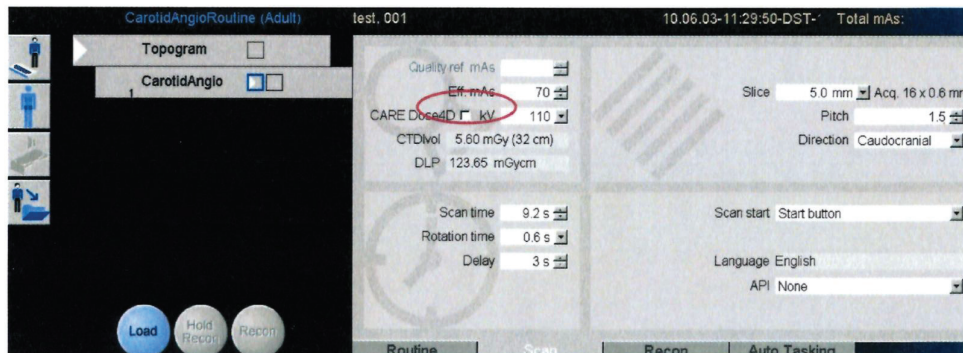 CarotidAngioRoutine (Adult) test, 001 10.06.03-11:29:50-DST- Total mAs:
Topogram
1 CarotidAngio
Quality ref. mAs
Eff. mAs 70
CARE Dose4D kV 110
CTDIvol 5.60 mGy (32 cm)
DLP 123.65 mGycm
Slice 5.0 mm Acq. 16 x 0.6 mm
Pitch 1.5
Direction Caudocranial
Scan time 9.2 s
Rotation time 0.6 s
Delay 3 s
Scan start Start button
Language English
API None
Load
Hold Recon
Recon
Routine Scan Recon Auto Tasking